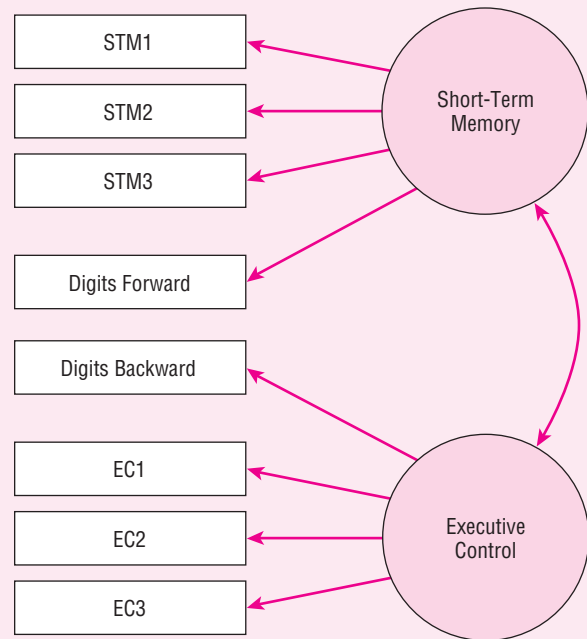 STM1
STM2
STM3
Digits Forward
Digits Backward
EC1
EC2
EC3
Short-Term
Memory
Executive
Control